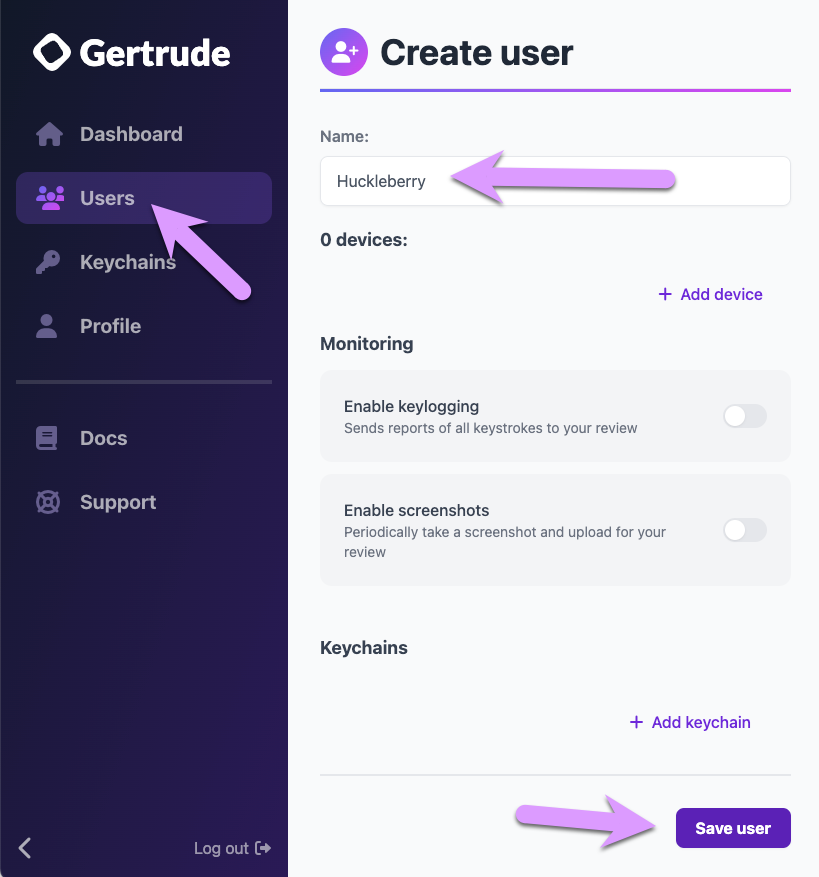 Gertrude
Dashboard
Users
Keychains
Profile
Docs
Support
Log out
Create user
Name:
Huckleberry
0 devices:
+ Add device
Monitoring
Enable keylogging
Sends reports of all keystrokes to your review
Enable screenshots
Periodically take a screenshot and upload for your
review
Keychains
+ Add keychain
Save user